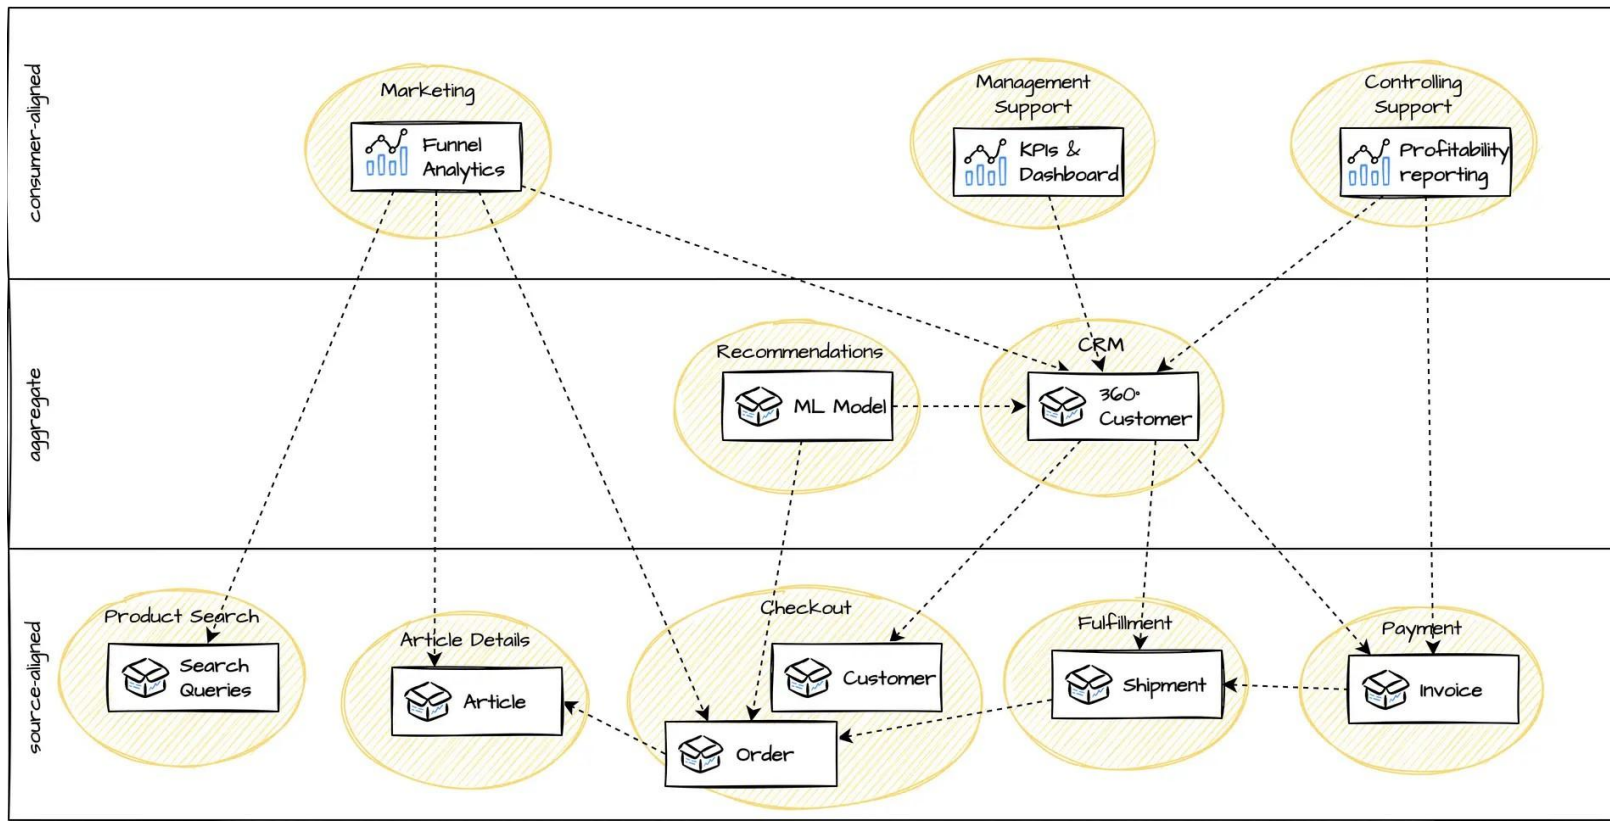 consumer-aligned
Marketing
Funnel
Analytics
Management
Support
KPIs &
Dashboard
Controlling
Support
Profitability
reporting
aggregate
Recommendations
ML Model
CRM
360°
Customer
source-aligned
Product Search
Search
Queries
Article Details
Article
Checkout
Customer
Order
Fulfillment
Shipment
Payment
Invoice